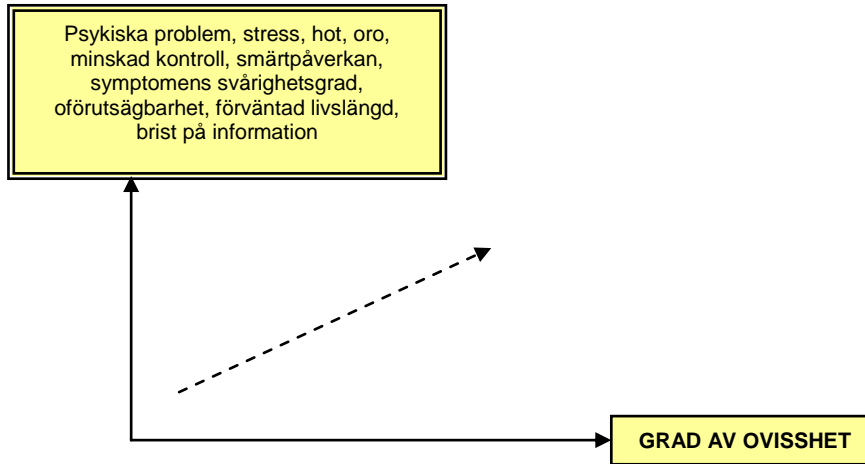 Psykiska problem, stress, hot, oro,
minskad kontroll, smärtpåverkan,
symptomens svårighetsgrad,
oförutsägbarhet, förväntad livslängd,
brist på information
GRAD AV OVISSHET